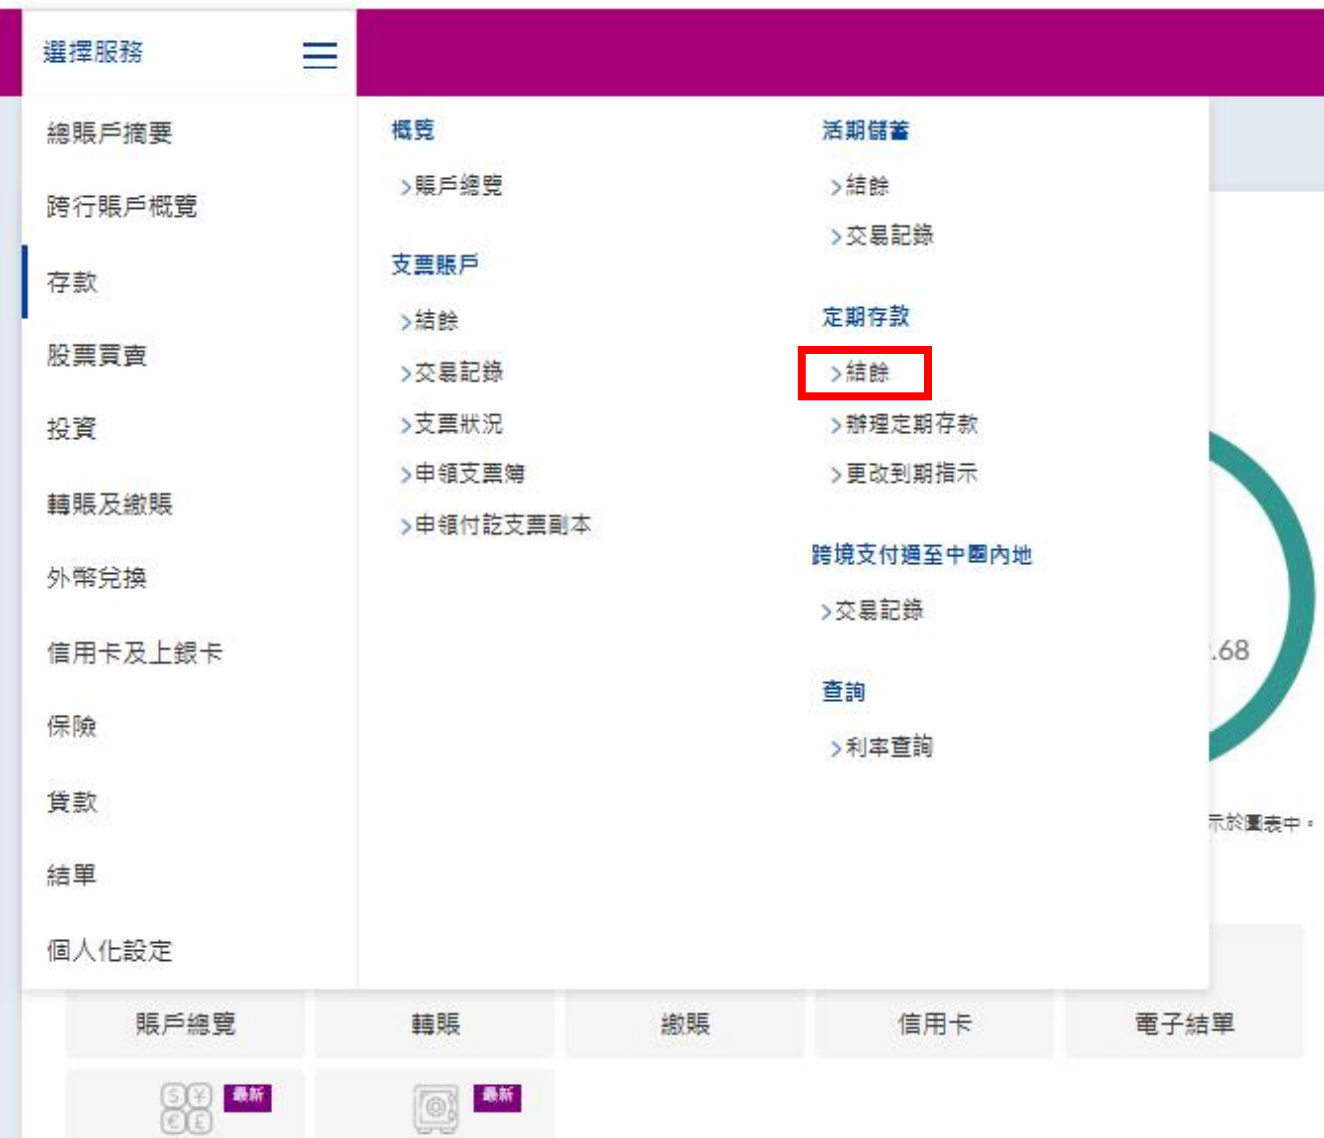 選擇服務
總賬戶摘要
跨行賬戶概覽
存款
股票買賣
投資
轉賬及繳賬
外幣兌換
信用卡及上銀卡
保險
貸款
結單
個人化設定
概覽
>賬戶總覽
支票賬戶
>結餘
>交易記錄
>支票狀況
>申領支票簿
>申領付訖支票副本
活期儲蓄
>結餘
>交易記錄
定期存款
>結餘
>辦理定期存款
>更改到期指示
跨境支付通至中國內地
>交易記錄
查詢
>利率查詢
.68
示於圖表中。
賬戶總覽
轉賬
繳賬
信用卡
電子結單
最新
最新